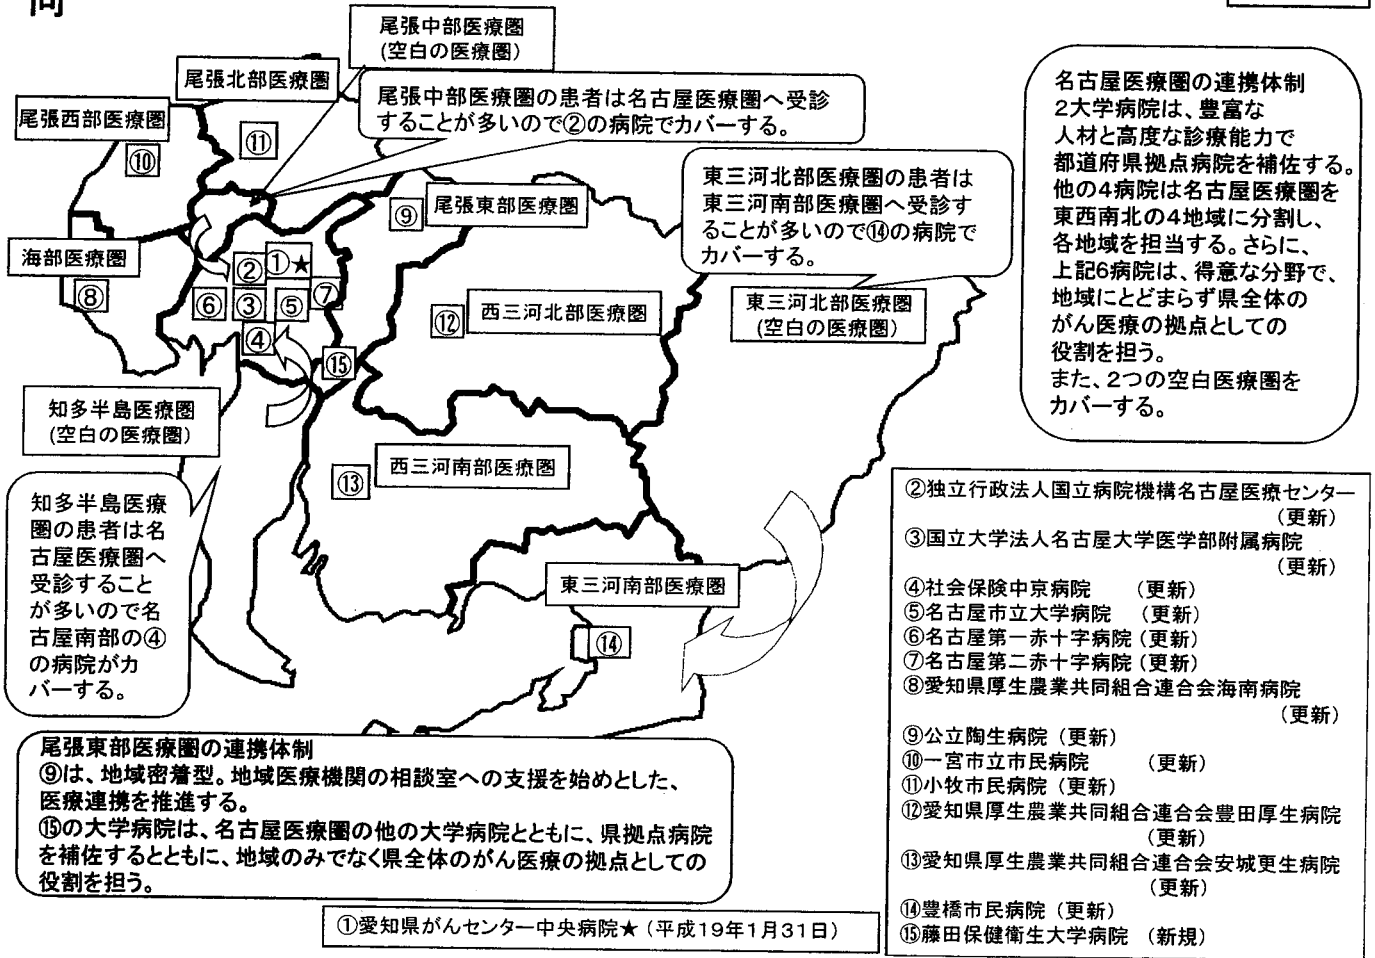 尾張中部医療圏
(空白の医療圏)
尾張北部医療圏
尾張西部医療圏
尾張中部医療圏の患者は名古屋医療圏へ受診
することが多いので②の病院でカバーする。
⑪
⑩
名古屋医療圏の連携体制
2大学病院は、豊富な
人材と高度な診療能力で
都道府県拠点病院を補佐する。
他の4病院は名古屋医療圏を
東西南北の4地域に分割し、
各地域を担当する。さらに、
上記6病院は、得意な分野で、
地域にとどまらず県全体の
がん医療の拠点としての
役割を担う。
また、2つの空白医療圏を
カバーする。
東三河北部医療圏の患者は
東三河南部医療圏へ受診す
ることが多いので⑭の病院で
カバーする。
⑨
尾張東部医療圏
海部医療圏
⑧
②
①★
⑥
③
⑤
⑦
④
⑮
⑫
西三河北部医療圏
東三河北部医療圏
(空白の医療圏)
知多半島医療圏
(空白の医療圏)
⑬
西三河南部医療圏
知多半島医療
圏の患者は名
古屋医療圏へ
受診すること
が多いので名
古屋南部の④
の病院がカ
バーする。
東三河南部医療圏
⑭
②独立行政法人国立病院機構名古屋医療センター
(更新)
③国立大学法人名古屋大学医学部附属病院
(更新)
④社会保険中京病院 (更新)
⑤名古屋市立大学病院 (更新)
⑥名古屋第一赤十字病院(更新)
⑦名古屋第二赤十字病院(更新)
⑧愛知県厚生農業共同組合連合会海南病院
(更新)
⑨公立陶生病院(更新)
⑩一宮市立市民病院 (更新)
⑪小牧市民病院(更新)
⑫愛知県厚生農業共同組合連合会豊田厚生病院
(更新)
⑬愛知県厚生農業共同組合連合会安城更生病院
(更新)
⑭豊橋市民病院(更新)
⑮藤田保健衛生大学病院 (新規)
尾張東部医療圏の連携体制
⑨は、地域密着型。地域医療機関の相談室への支援を始めとした、
医療連携を推進する。
⑮の大学病院は、名古屋医療圏の他の大学病院とともに、県拠点病院
を補佐するとともに、地域のみでなく県全体のがん医療の拠点としての
役割を担う。
①愛知県がんセンター中央病院★(平成19年1月31日)